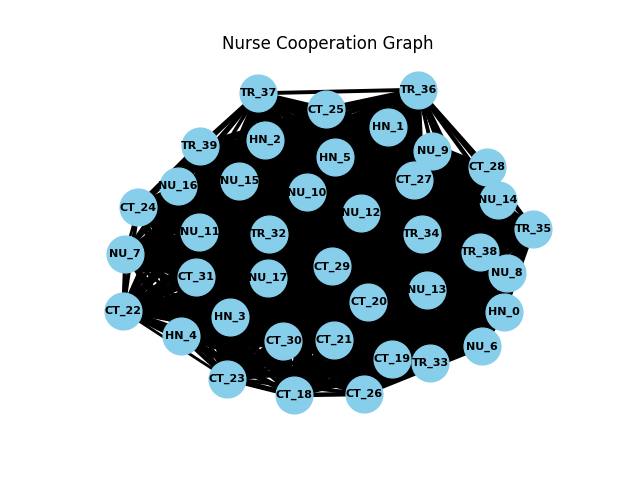 Nurse Cooperation Graph
TR_37
TR_36
CT_25
HN_1
HN_2
TR_39
NU_9
HN_5
CT_28
CT_27
NU_15
NU_16
NU_10
NU_14
CT_24
NU_12
TR_35
NU_11
TR_32
TR_34
TR_38
NU_7
CT_29
NU_8
CT_31
NU_17
NU_13
CT_20
CT_22
HN_0
HN_3
HN_4
CT_30
CT_21
NU_6
CT_19
TR_33
CT_23
CT_18
CT_26